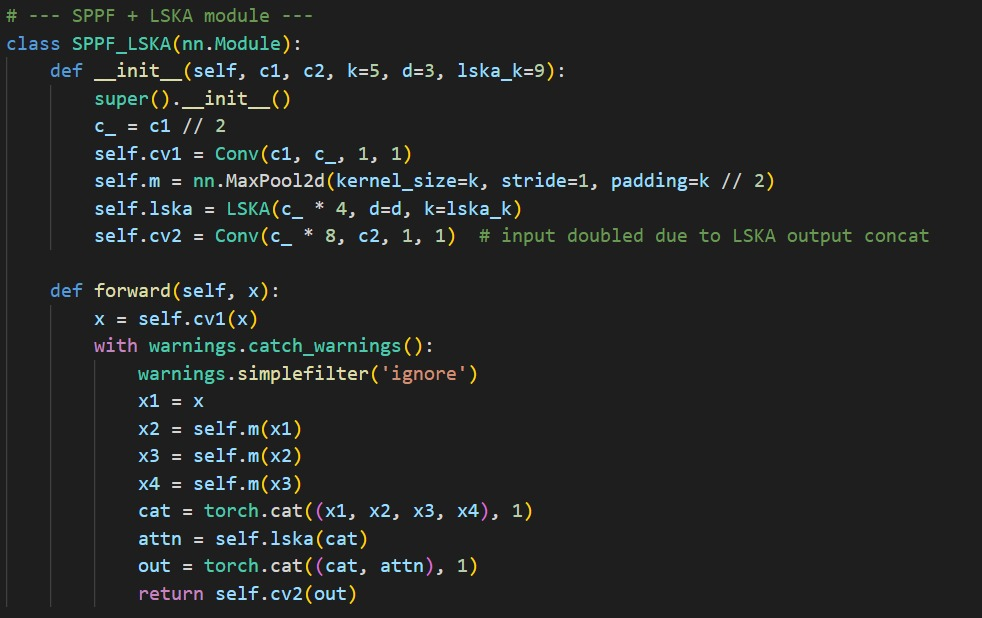 # --- SPPF + LSKA module ---
class SPPF_LSKA(nn.Module):
    def __init__(self, c1, c2, k=5, d=3, lska_k=9):
        super().__init__()
        c_ = c1 // 2
        self.cv1 = Conv(c1, c_, 1, 1)
        self.m = nn.MaxPool2d(kernel_size=k, stride=1, padding=k // 2)
        self.lska = LSKA(c_ * 4, d=d, k=lska_k)
        self.cv2 = Conv(c_ * 8, c2, 1, 1)  # input doubled due to LSKA output concat

    def forward(self, x):
        x = self.cv1(x)
        with warnings.catch_warnings():
            warnings.simplefilter('ignore')
            x1 = x
            x2 = self.m(x1)
            x3 = self.m(x2)
            x4 = self.m(x3)
            cat = torch.cat((x1, x2, x3, x4), 1)
            attn = self.lska(cat)
            out = torch.cat((cat, attn), 1)
            return self.cv2(out)